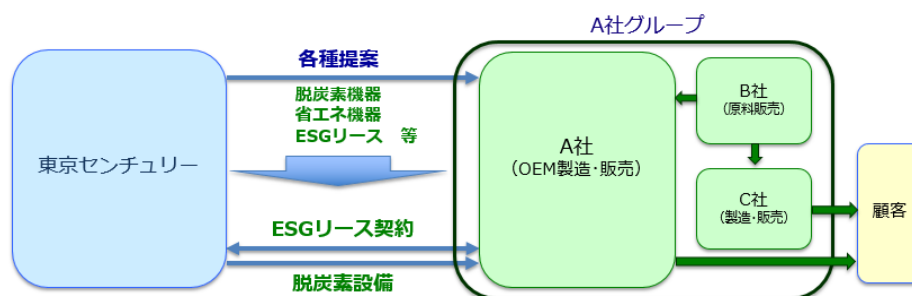 A社グループ
各種提案
脱炭素機器
省エネ機器
ESGリース 等
東京センチュリー
A社
(OEM製造・販売)
B社
(原料販売)
C社
(製造・販売)
顧客
ESGリース契約
脱炭素設備